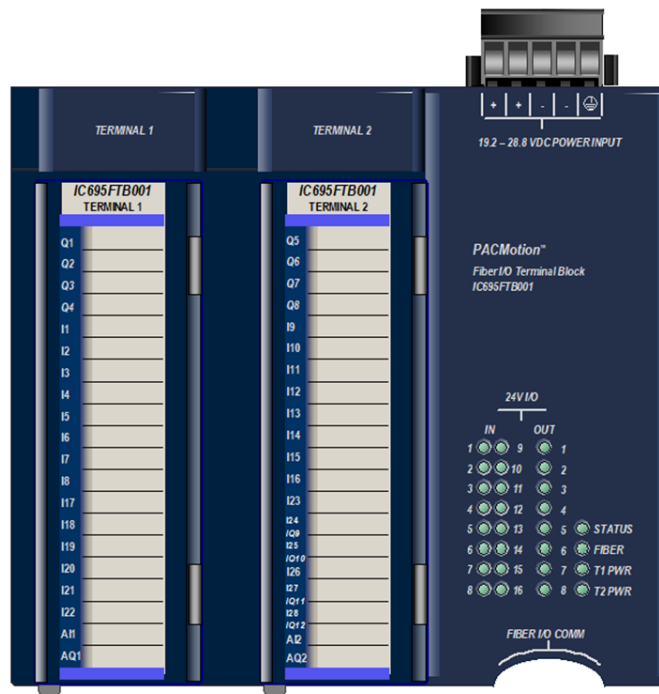 + + - -
19.2 – 28.8 VDC POWER INPUT
TERMINAL 1
TERMINAL 2
IC695FTB001
TERMINAL 1
Q1
Q2
Q3
Q4
I1
I2
I3
I4
I5
I6
I7
I8
I17
I18
I19
I20
I21
I22
AI1
AQ1
IC695FTB001
TERMINAL 2
Q5
Q6
Q7
Q8
I9
I10
I11
I12
I13
I14
I15
I16
I23
I24
IQ9
I25
IQ10
I26
I27
IQ11
I28
IQ12
AI2
AQ2
PACMotion™
Fiber I/O Terminal Block
IC695FTB001
24V I/O
IN OUT
1 9 1
2 10 2
3 11 3
4 12 4
5 13 5 STATUS
6 14 6 FIBER
7 15 7 T1 PWR
8 16 8 T2 PWR
FIBER I/O COMM